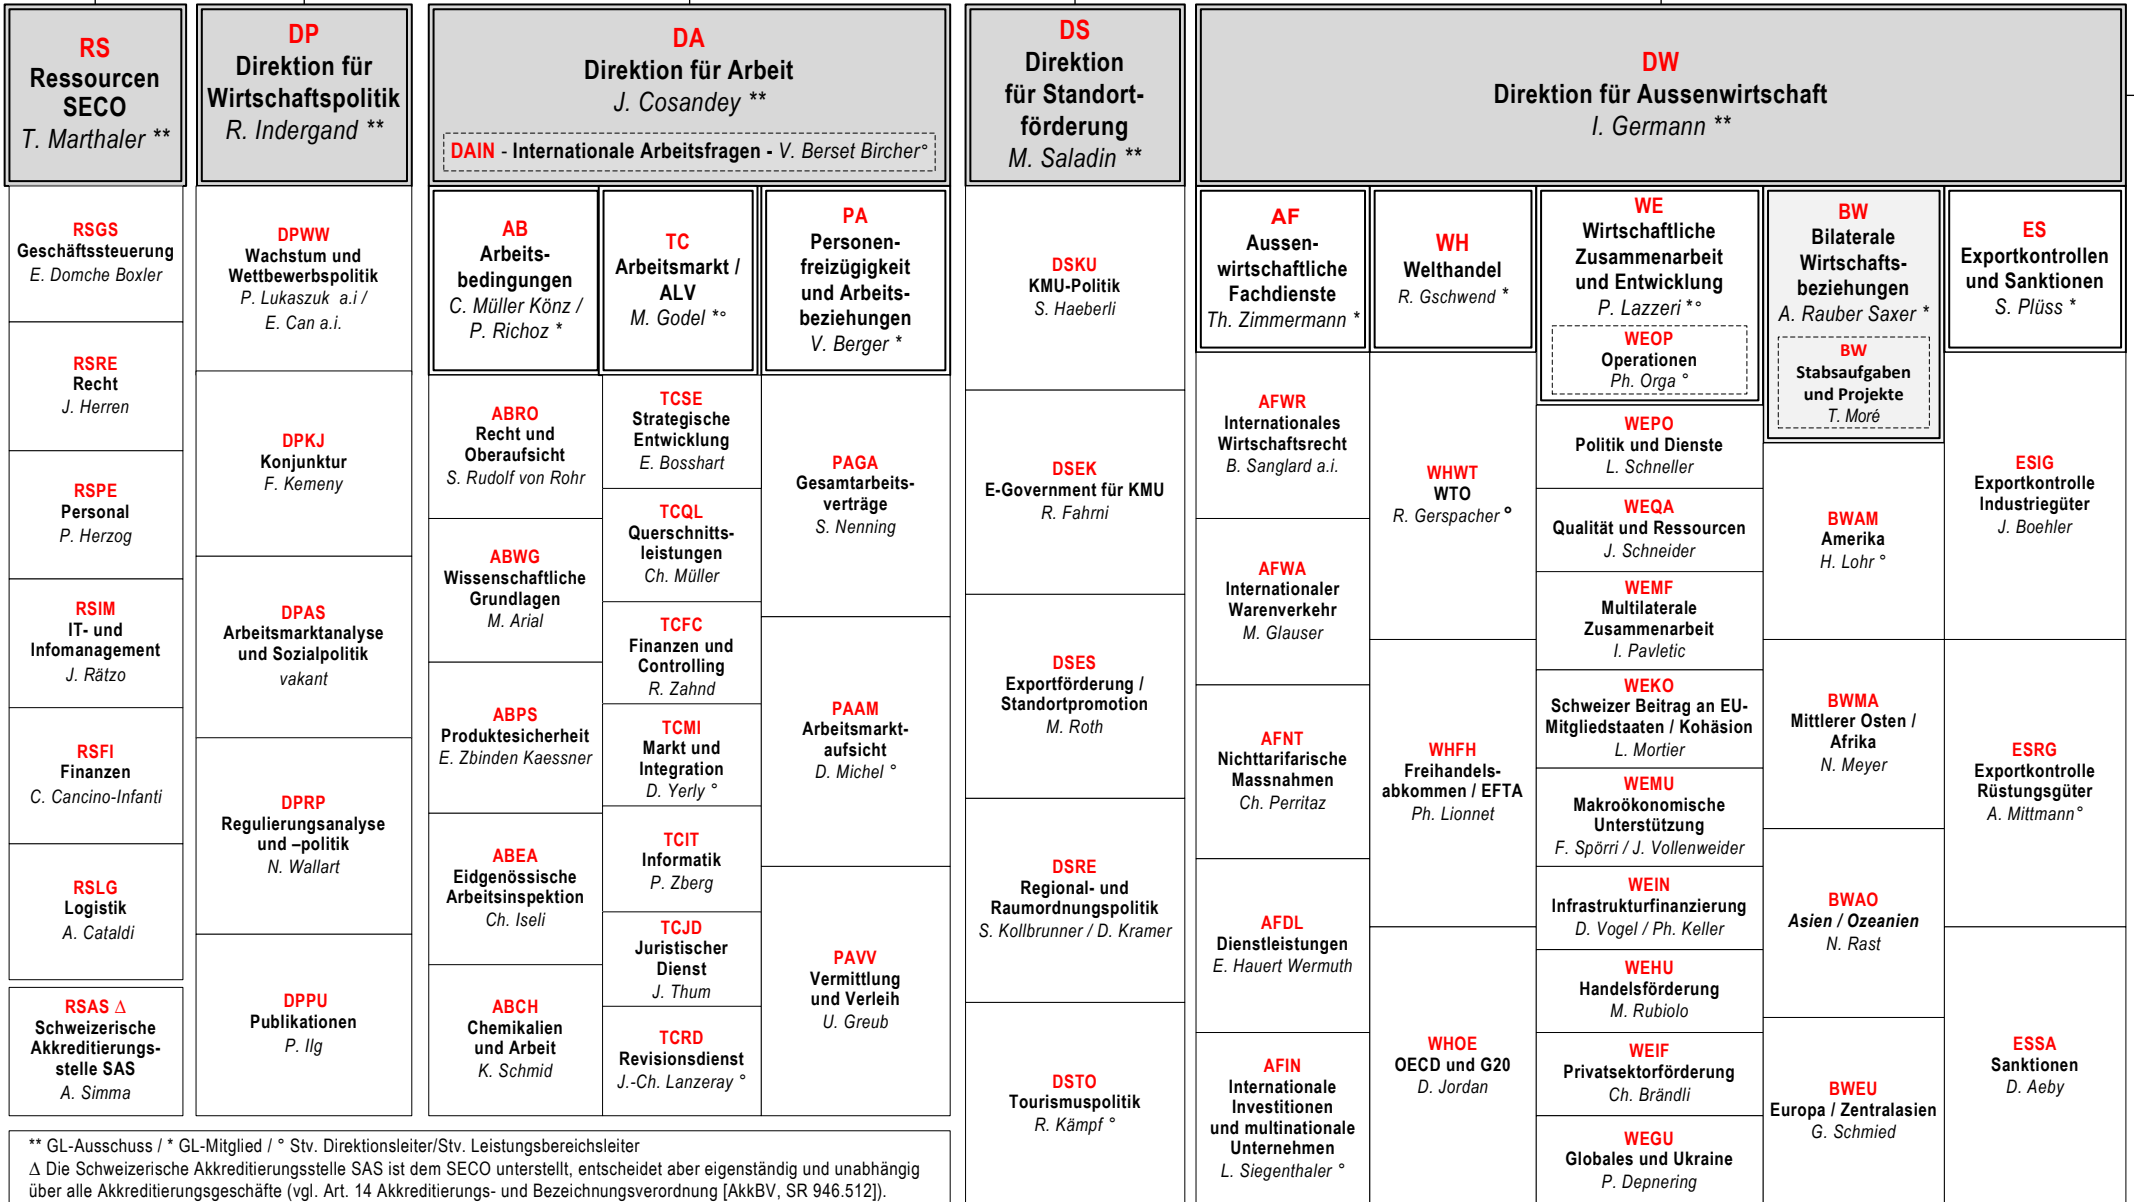 RS
Ressourcen
SECO
T. Marthaler **
DP
Direktion für
Wirtschaftspolitik
R. Indergand **
DA
Direktion für Arbeit
J. Cosandey **
DAIN - Internationale Arbeitsfragen - V. Berset Bircher°
DS
Direktion
für Standort-
förderung
M. Saladin **
DW
Direktion für Aussenwirtschaft
I. Germann **
RSGS
Geschäftssteuerung
E. Domche Boxler
RSRE
Recht
J. Herren
RSPE
Personal
P. Herzog
RSIM
IT- und
Infomanagement
J. Rätzo
RSFI
Finanzen
C. Cancino-Infanti
RSLG
Logistik
A. Cataldi
RSAS Δ
Schweizerische
Akkreditierungs-
stelle SAS
A. Simma
DPWW
Wachstum und
Wettbewerbspolitik
P. Lukaszuk a.i /
E. Can a.i.
DPKJ
Konjunktur
F. Kemeny
DPAS
Arbeitsmarktanalyse
und Sozialpolitik
vakant
DPRP
Regulierungsanalyse
und –politik
N. Wallart
DPPU
Publikationen
P. Ilg
AB
Arbeits-
bedingungen
C. Müller Könz /
P. Richoz *
ABRO
Recht und
Oberaufsicht
S. Rudolf von Rohr
ABWG
Wissenschaftliche
Grundlagen
M. Arial
ABPS
Produktesicherheit
E. Zbinden Kaessner
ABEA
Eidgenössische
Arbeitsinspektion
Ch. Iseli
ABCH
Chemikalien
und Arbeit
K. Schmid
TC
Arbeitsmarkt /
ALV
M. Godel *°
TCSE
Strategische
Entwicklung
E. Bosshart
TCQL
Querschnitts-
leistungen
Ch. Müller
TCFC
Finanzen und
Controlling
R. Zahnd
TCMI
Markt und
Integration
D. Yerly °
TCIT
Informatik
P. Zberg
TCJD
Juristischer
Dienst
J. Thum
TCRD
Revisionsdienst
J.-Ch. Lanzeray °
PA
Personen-
freizügigkeit
und Arbeits-
beziehungen
V. Berger *
PAGA
Gesamtarbeits-
verträge
S. Nenning
PAAM
Arbeitsmarkt-
aufsicht
D. Michel °
PAVV
Vermittlung
und Verleih
U. Greub
DSKU
KMU-Politik
S. Haeberli
DSEK
E-Government für KMU
R. Fahrni
DSES
Exportförderung /
Standortpromotion
M. Roth
DSRE
Regional- und
Raumordnungspolitik
S. Kollbrunner / D. Kramer
DSTO
Tourismuspolitik
R. Kämpf °
AF
Aussen-
wirtschaftliche
Fachdienste
Th. Zimmermann *
AFWR
Internationales
Wirtschaftsrecht
B. Sanglard a.i.
AFWA
Internationaler
Warenverkehr
M. Glauser
AFNT
Nichttarifarische
Massnahmen
Ch. Perritaz
AFDL
Dienstleistungen
E. Hauert Wermuth
AFIN
Internationale
Investitionen
und multinationale
Unternehmen
L. Siegenthaler °
WH
Welthandel
R. Gschwend *
WHWT
WTO
R. Gerspacher °
WHFH
Freihandels-
abkommen / EFTA
Ph. Lionnet
WHOE
OECD und G20
D. Jordan
WE
Wirtschaftliche
Zusammenarbeit
und Entwicklung
P. Lazzeri *°
WEOP
Operationen
Ph. Orga °
WEPO
Politik und Dienste
L. Schneller
WEQA
Qualität und Ressourcen
J. Schneider
WEMF
Multilaterale
Zusammenarbeit
I. Pavletic
WEKO
Schweizer Beitrag an EU-
Mitgliedstaaten / Kohäsion
L. Mortier
WEMU
Makroökonomische
Unterstützung
F. Spörri / J. Vollenweider
WEIN
Infrastrukturfinanzierung
D. Vogel / Ph. Keller
WEHU
Handelsförderung
M. Rubiolo
WEIF
Privatsektorförderung
Ch. Brändli
WEGU
Globales und Ukraine
P. Depnering
BW
Bilaterale
Wirtschafts-
beziehungen
A. Rauber Saxer *
BW
Stabsaufgaben
und Projekte
T. Moré
BWAM
Amerika
H. Lohr °
BWMA
Mittlerer Osten /
Afrika
N. Meyer
BWAO
Asien / Ozeanien
N. Rast
BWEU
Europa / Zentralasien
G. Schmied
ES
Exportkontrollen
und Sanktionen
S. Plüss *
ESIG
Exportkontrolle
Industriegüter
J. Boehler
ESRG
Exportkontrolle
Rüstungsgüter
A. Mittmann°
ESSA
Sanktionen
D. Aeby
** GL-Ausschuss / * GL-Mitglied / ° Stv. Direktionsleiter/Stv. Leistungsbereichsleiter
Δ Die Schweizerische Akkreditierungsstelle SAS ist dem SECO unterstellt, entscheidet aber eigenständig und unabhängig
über alle Akkreditierungsgeschäfte (vgl. Art. 14 Akkreditierungs- und Bezeichnungsverordnung [AkkBV, SR 946.512]).